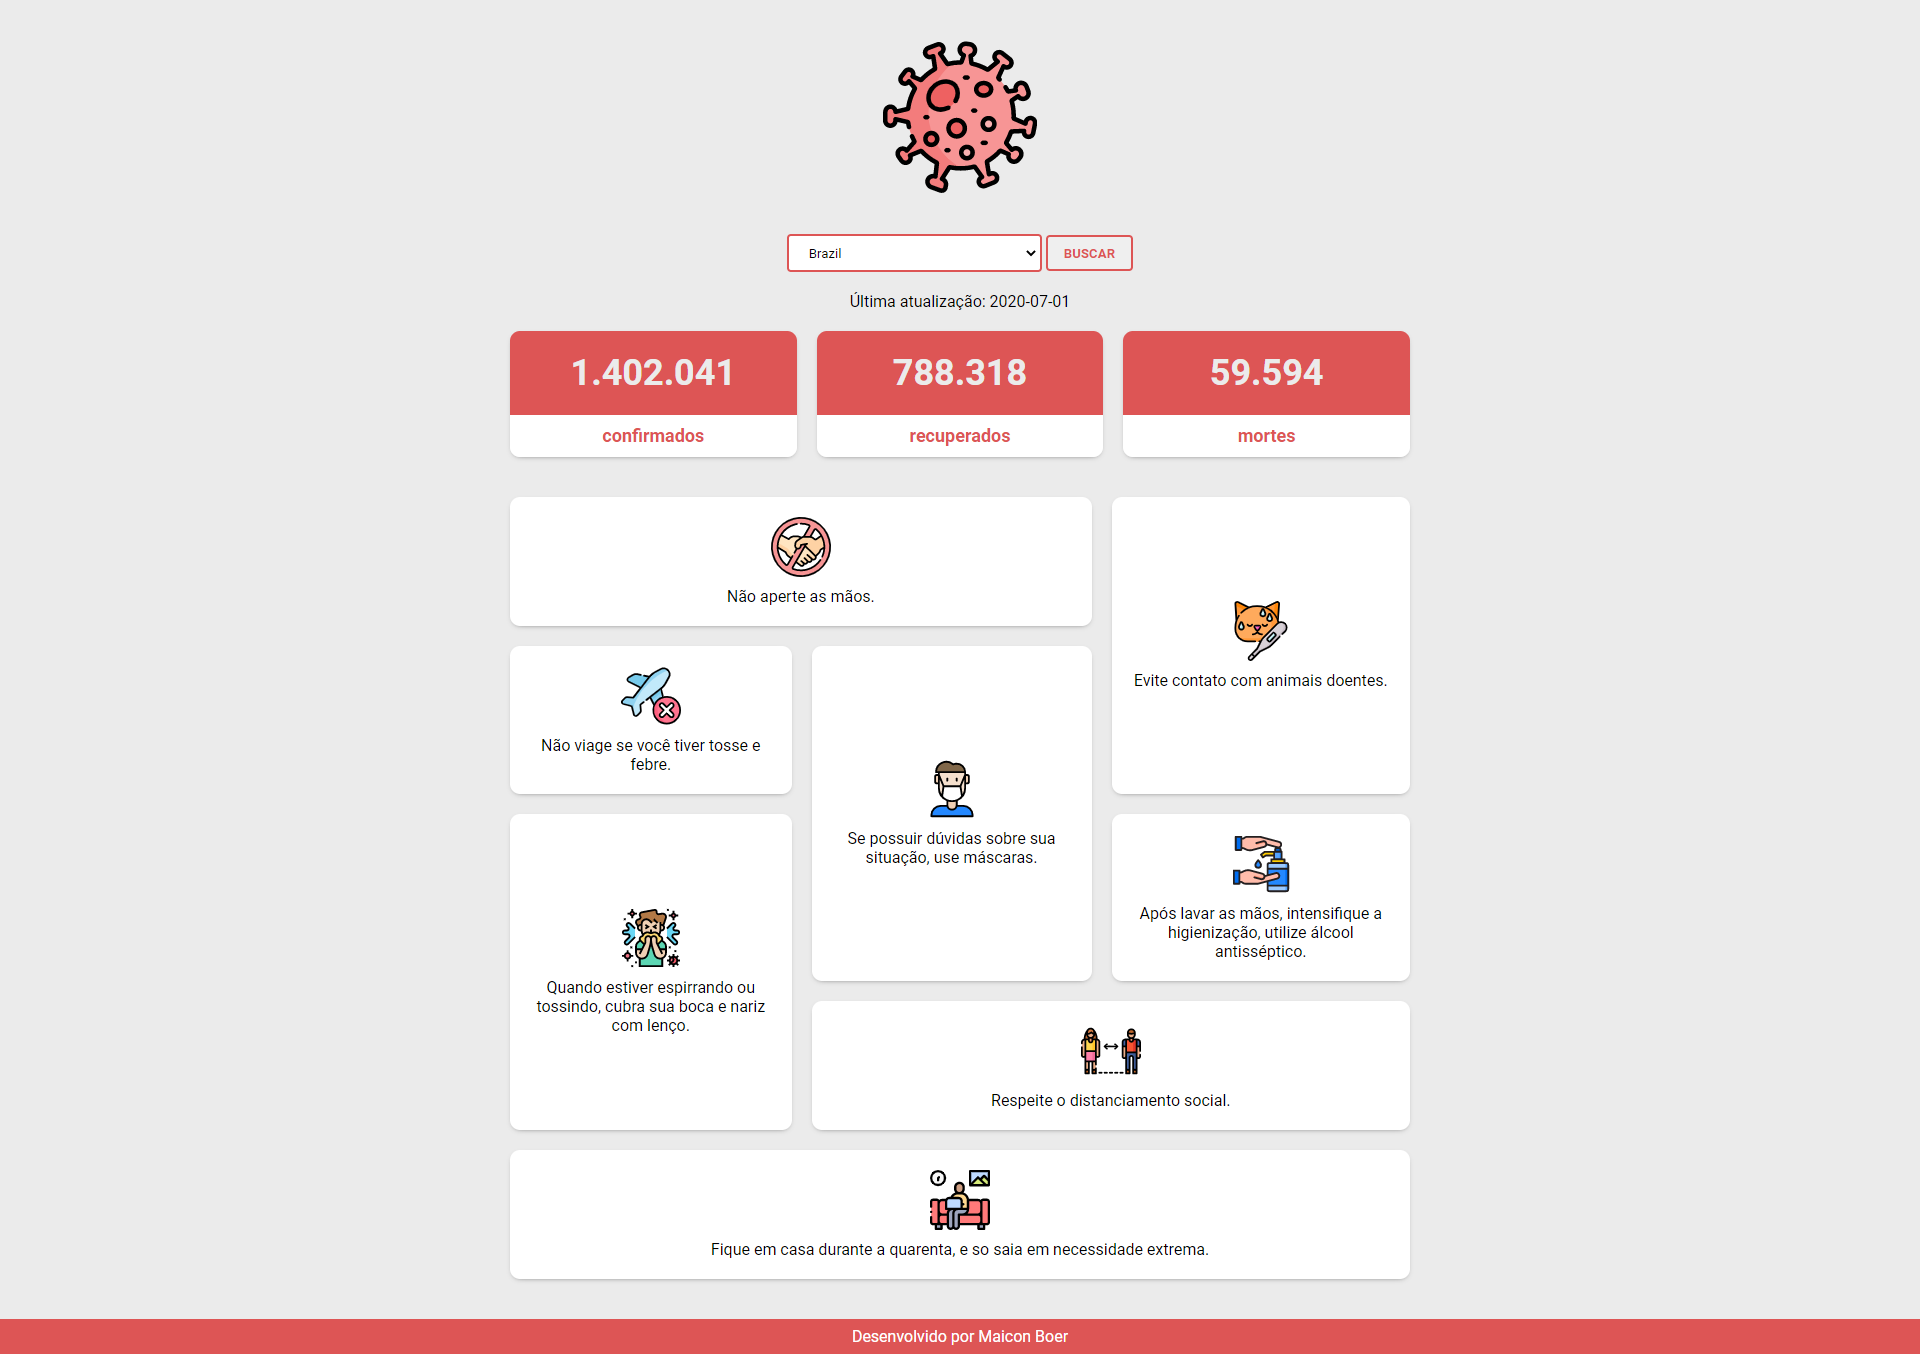 Brazil
BUSCAR
Última atualização: 2020-07-01
1.402.041
confirmados
788.318
recuperados
59.594
mortes
Não aperte as mãos.
Evite contato com animais doentes.
Não viage se você tiver tosse e
febre.
Se possuir dúvidas sobre sua
situação, use máscaras.
Após lavar as mãos, intensifique a
higienização, utilize álcool
antisséptico.
Quando estiver espirrando ou
tossindo, cubra sua boca e nariz
com lenço.
Respeite o distanciamento social.
Fique em casa durante a quarenta, e so saia em necessidade extrema.
Desenvolvido por Maicon Boer